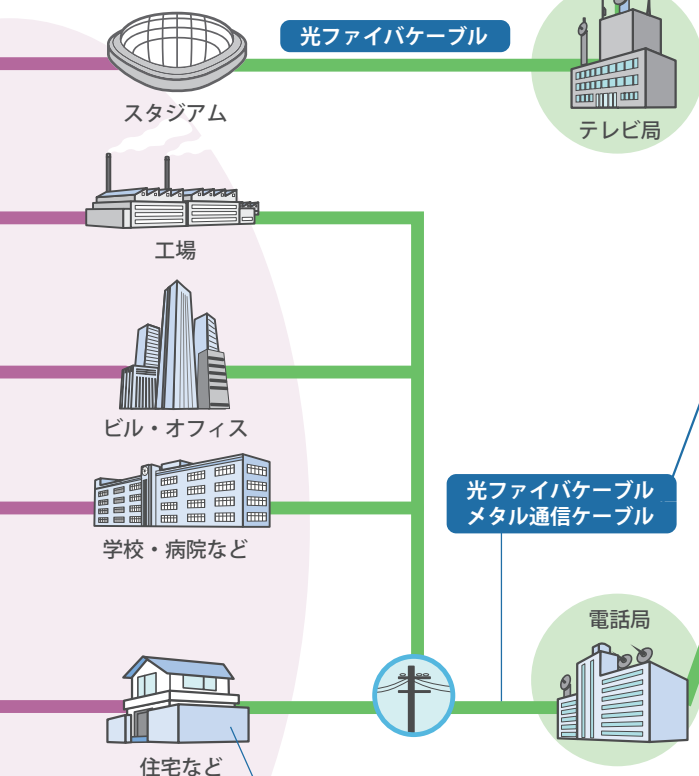 光ファイバケーブル
スタジアム
テレビ局
工場
ビル・オフィス
光ファイバケーブル
メタル通信ケーブル
学校・病院など
電話局
住宅など